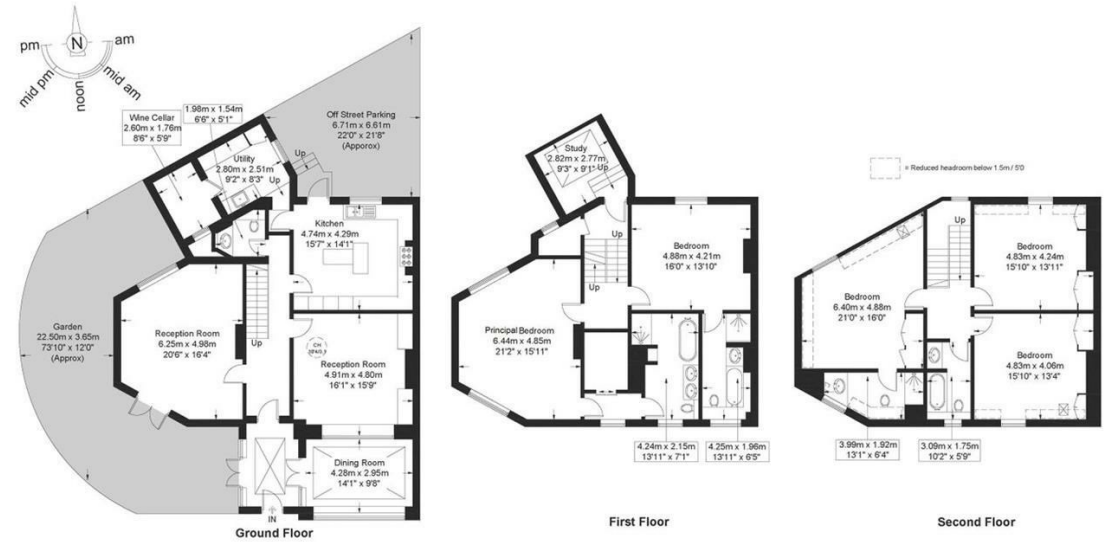 N
pm
am
mid pm
mid am
noon
Wine Cellar
2.60m x 1.76m
8'6" x 5'9"
1.98m x 1.54m
6'6" x 5'1"
Off Street Parking
6.71m x 6.61m
22'0" x 21'8"
(Apporox)
Utility
2.80m x 2.51m
9'2" x 8'3"
Up
Up
Kitchen
4.74m x 4.29m
15'7" x 14'1"
Garden
22.50m x 3.65m
73'10" x 12'0"
(Approx)
Reception Room
6.25m x 4.98m
20'6" x 16'4"
Up
CH
Reception Room
4.91m x 4.80m
16'1" x 15'9"
Dining Room
4.28m x 2.95m
14'1" x 9'8"
IN
Ground Floor
Study
2.82m x 2.77m
9'3" x 9'1"
Up
Up
Up
Bedroom
4.88m x 4.21m
16'0" x 13'10"
Principal Bedroom
6.44m x 4.85m
21'2" x 15'11"
4.24m x 2.15m
13'11" x 7'1"
4.25m x 1.96m
13'11" x 6'5"
First Floor
= Reduced headroom below 1.5m / 5'0
Up
Bedroom
4.83m x 4.24m
15'10" x 13'11"
Bedroom
6.40m x 4.88m
21'0" x 16'0"
Bedroom
4.83m x 4.06m
15'10" x 13'4"
3.99m x 1.92m
13'1" x 6'4"
3.09m x 1.75m
10'2" x 5'9"
Second Floor